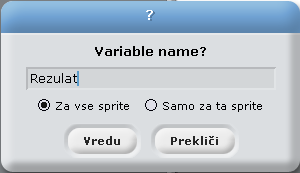 ?
Variable name?
Rezulat
Za vse sprite Samo za ta sprite
Vredu Prekliči